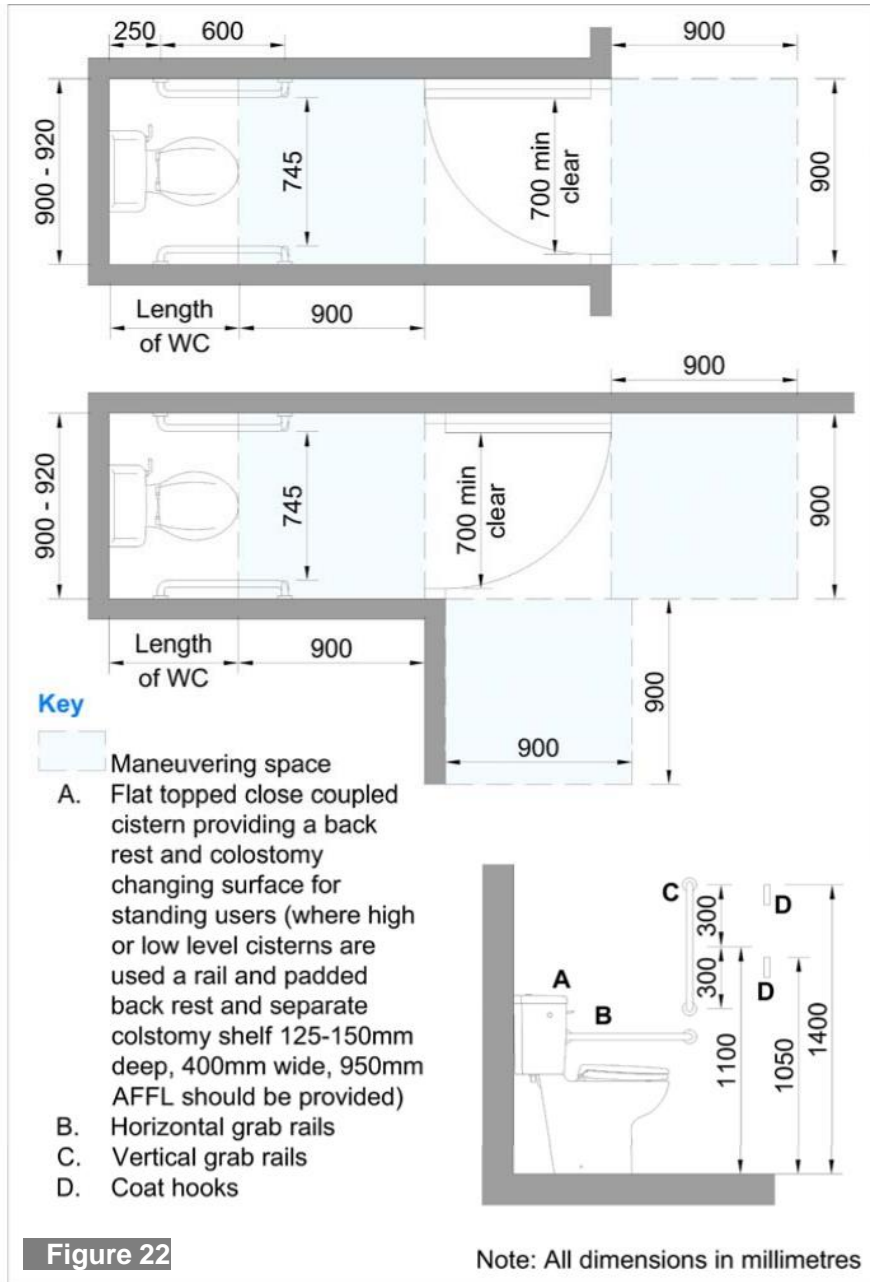 250
600
900
900 - 920
745
700 min
clear
900
Length
of WC
900
900
900 - 920
745
700 min
clear
900
Length
of WC
900
900
900
Key
Maneuvering space
A. Flat topped close coupled
cistern providing a back
rest and colostomy
changing surface for
standing users (where high
or low level cisterns are
used a rail and padded
back rest and separate
colstomy shelf 125-150mm
deep, 400mm wide, 950mm
AFFL should be provided)
B. Horizontal grab rails
C. Vertical grab rails
D. Coat hooks
A
B
C
D
D
300
300
1100
1050
1400
Figure 22
Note: All dimensions in millimetres